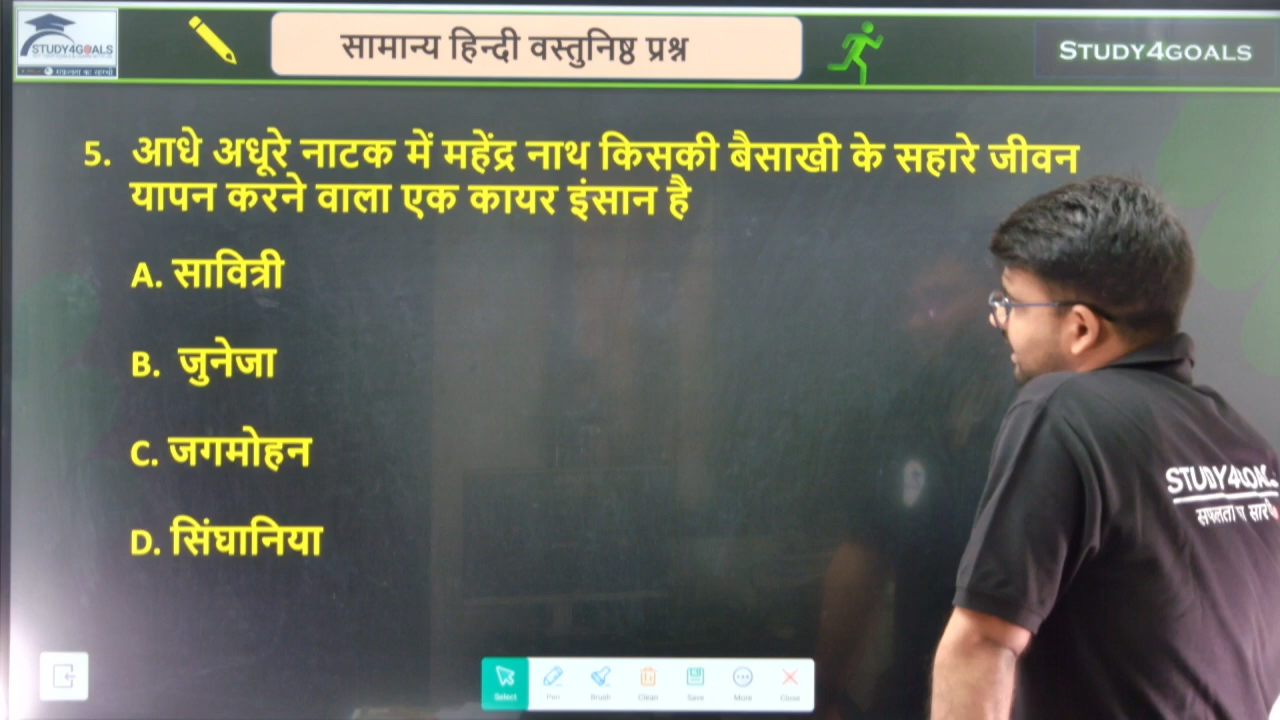 STUDY4GOALS
सामान्य हिन्दी वस्तुनिष्ठ प्रश्न
STUDY4GOALS
5. आधे अधूरे नाटक में महेंद्र नाथ किसकी बैसाखी के सहारे जीवन
यापन करने वाला एक कायर इंसान है
A. सावित्री
B. जुनेजा
C. जगमोहन
D. सिंघानिया
Select Pen Brush Clean Save More Close